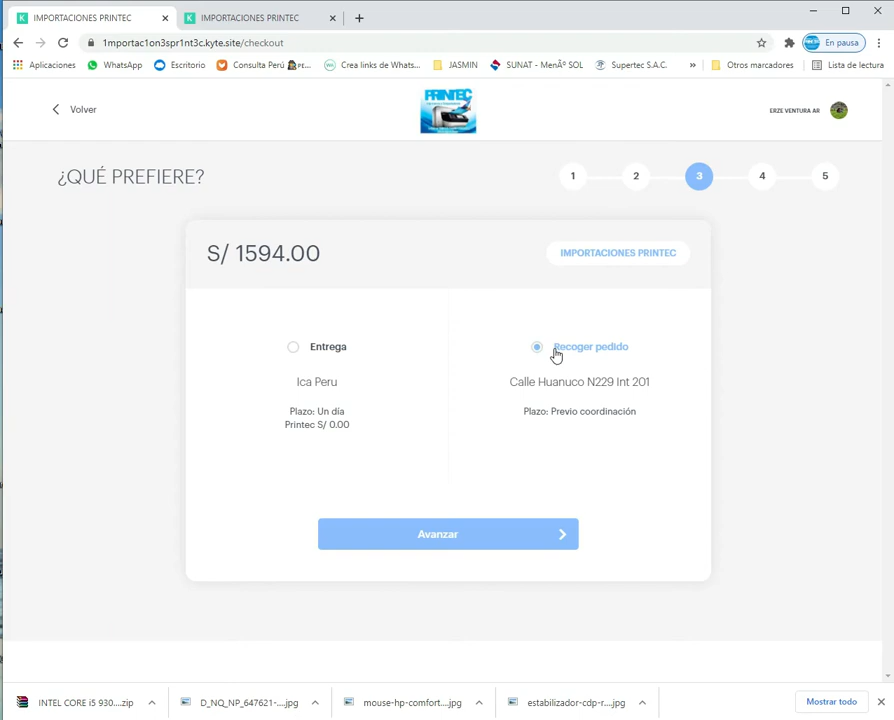 IMPORTACIONES PRINTEC
IMPORTACIONES PRINTEC
1mportac1on3spr1nt3c.kyte.site/checkout
En pausa
Aplicaciones
WhatsApp
Escritorio
Consulta Perú
Crea links de Whats...
JASMIN
SUNAT - MenÃº SOL
Supertec S.A.C.
»
Otros marcadores
Lista de lectura
Volver
PRINTEC
ERZE VENTURA AR
¿QUÉ PREFIERE?
1
2
3
4
5
S/ 1594.00
IMPORTACIONES PRINTEC
Entrega
Recoger pedido
Ica Peru
Calle Huanuco N229 Int 201
Plazo: Un día
Plazo: Previo coordinación
Printec S/ 0.00
Avanzar
INTEL CORE i5 930....zip
D_NQ_NP_647621-....jpg
mouse-hp-comfort....jpg
estabilizador-cdp-r....jpg
Mostrar todo